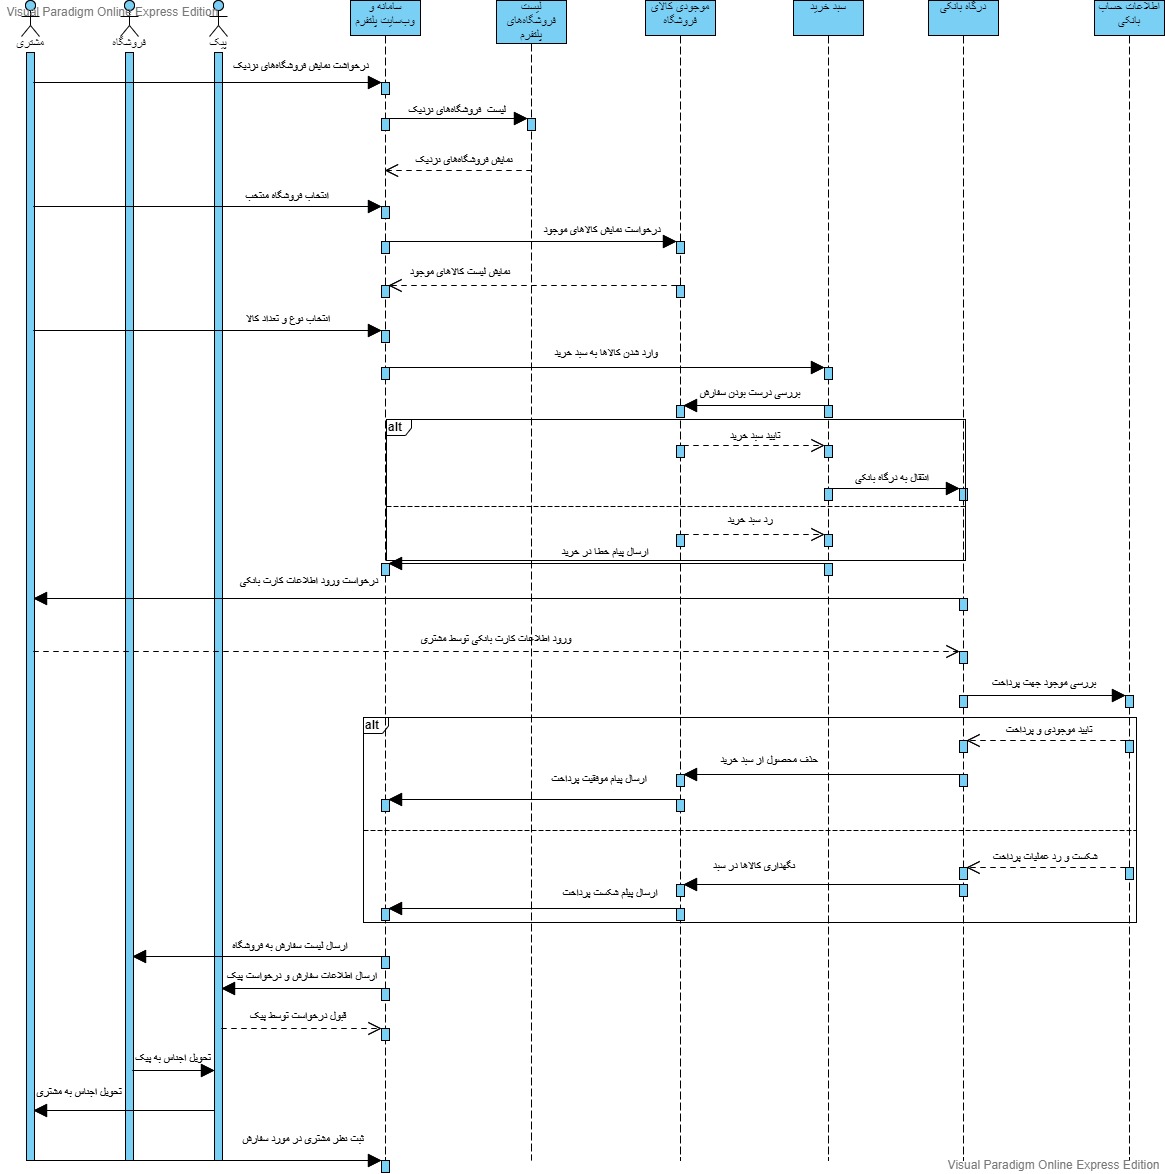 Visual Paradigm Online Express Edition
مشتری
فروشگاه
پیک
سامانه و
وب‌سایت پلتفرم
لیست
فروشگاه‌های
پلتفرم
موجودی کالای
فروشگاه
سبد خرید
درگاه بانکی
اطلاعات حساب
بانکی
درخواشت نمایش فروشگاه‌های نزدیک
لیست فروشگاه‌های نزدیک
نمایش فروشگاه‌های نزدیک
انتخاب فروشگاه منتخب
درخواست نمایش کالاهای موجود
نمایش لیست کالاهای موجود
انتخاب نوع و تعداد کالا
وارد شدن کالاها به سبد خرید
بررسی درست بودن سفارش
alt
تایید سبد خرید
انتقال به درگاه بانکی
رد سبد خرید
ارسال پیام خطا در خرید
درخواست ورود اطلاعات کارت بانکی
ورود اطلاعات کارت بانکی توسط مشتری
بررسی موجود جهت پرداخت
alt
تایید موجودی و پرداخت
حذف محصول از سبد خرید
ارسال پیام موفقیت پرداخت
شکست و رد عملیات پرداخت
نگهداری کالاها در سبد
ارسال پیلم شکست پرداخت
ارسال لیست سفارش به فروشگاه
ارسال اطلاعات سفارش و درخواست پیک
قبول درخواست توسط پیک
تحویل اجناس به پیک
تحویل اجناس به مشتری
ثبت نظر مشتری در مورد سفارش
Visual Paradigm Online Express Edition